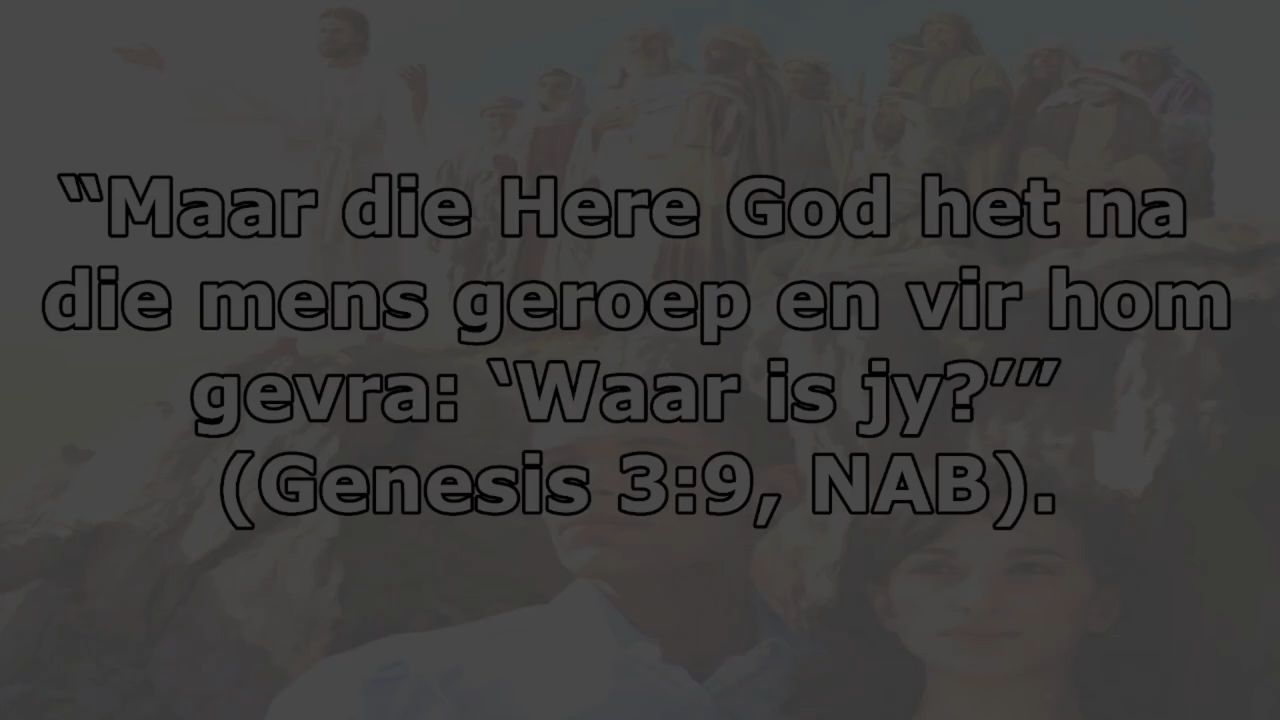 “Maar die Here God het na
die mens geroep en vir hom
gevra: ‘Waar is jy?’”
(Genesis 3:9, NAB).